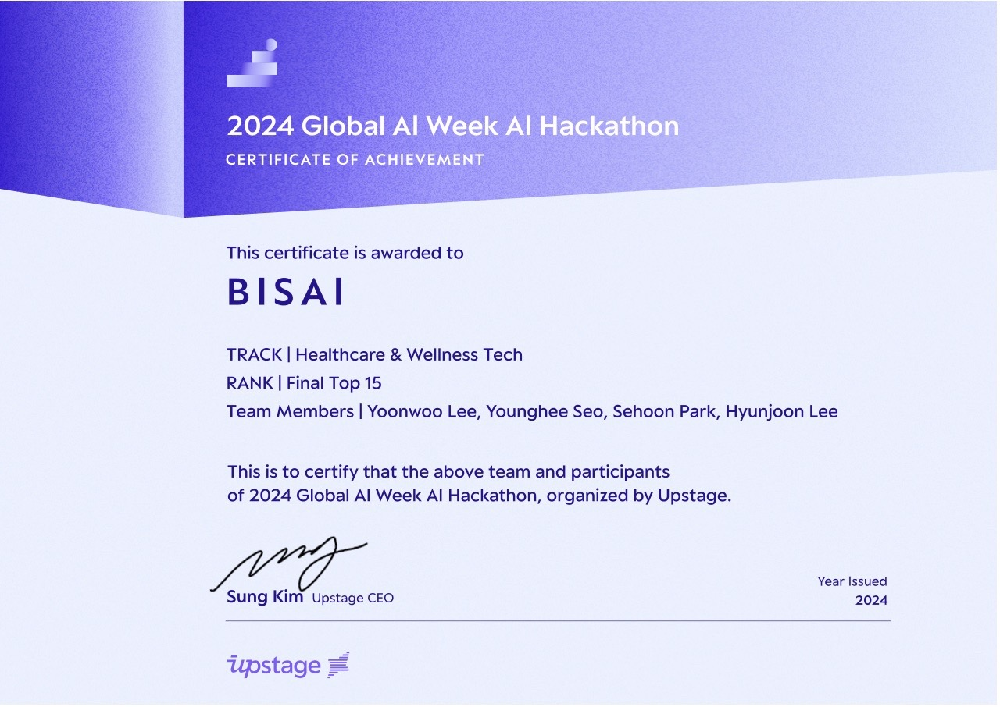 2024 Global AI Week AI Hackathon
CERTIFICATE OF ACHIEVEMENT
This certificate is awarded to
BISAI
TRACK | Healthcare & Wellness Tech
RANK | Final Top 15
Team Members | Yoonwoo Lee, Younghee Seo, Sehoon Park, Hyunjoon Lee
This is to certify that the above team and participants
of 2024 Global AI Week AI Hackathon, organized by Upstage.
Sung Kim Upstage CEO
Year Issued
2024
upstage